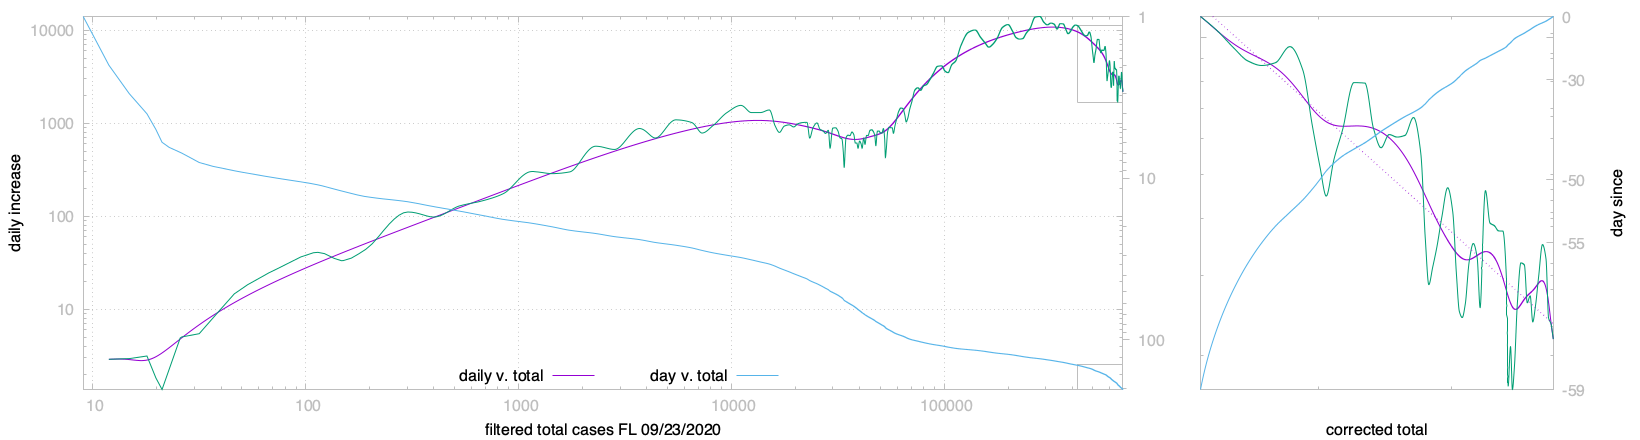 daily increase
10000
1000
100
10
10
100
1000
10000
100000
1
10
100
daily v. total
day v. total
filtered total cases FL 09/23/2020
0
-30
-50
-55
-59
day since
corrected total